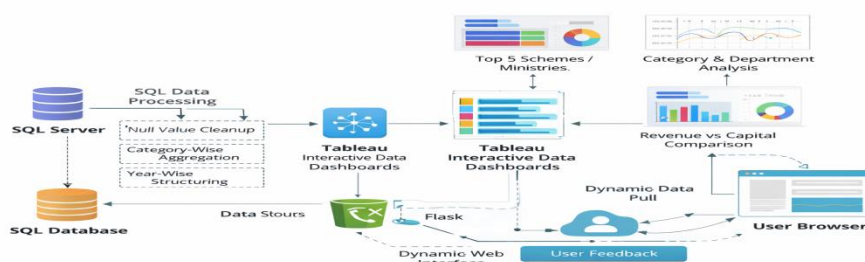 Top 5 Schemes /
Ministries.
Category & Department
Analysis
SQL Data
Processing
SQL Server
*Null Value Cleanup
Category-Wise
Aggregation
Year-Wise
Structuring
Tableau
Interactive Data
Dashboards
Tableau
Interactive Data
Dashboards
Revenue vs Capital
Comparison
SQL Database
Data Stours
Flask
Dynamic Data
Pull
User Browser
Dynamic Web
User Feedback